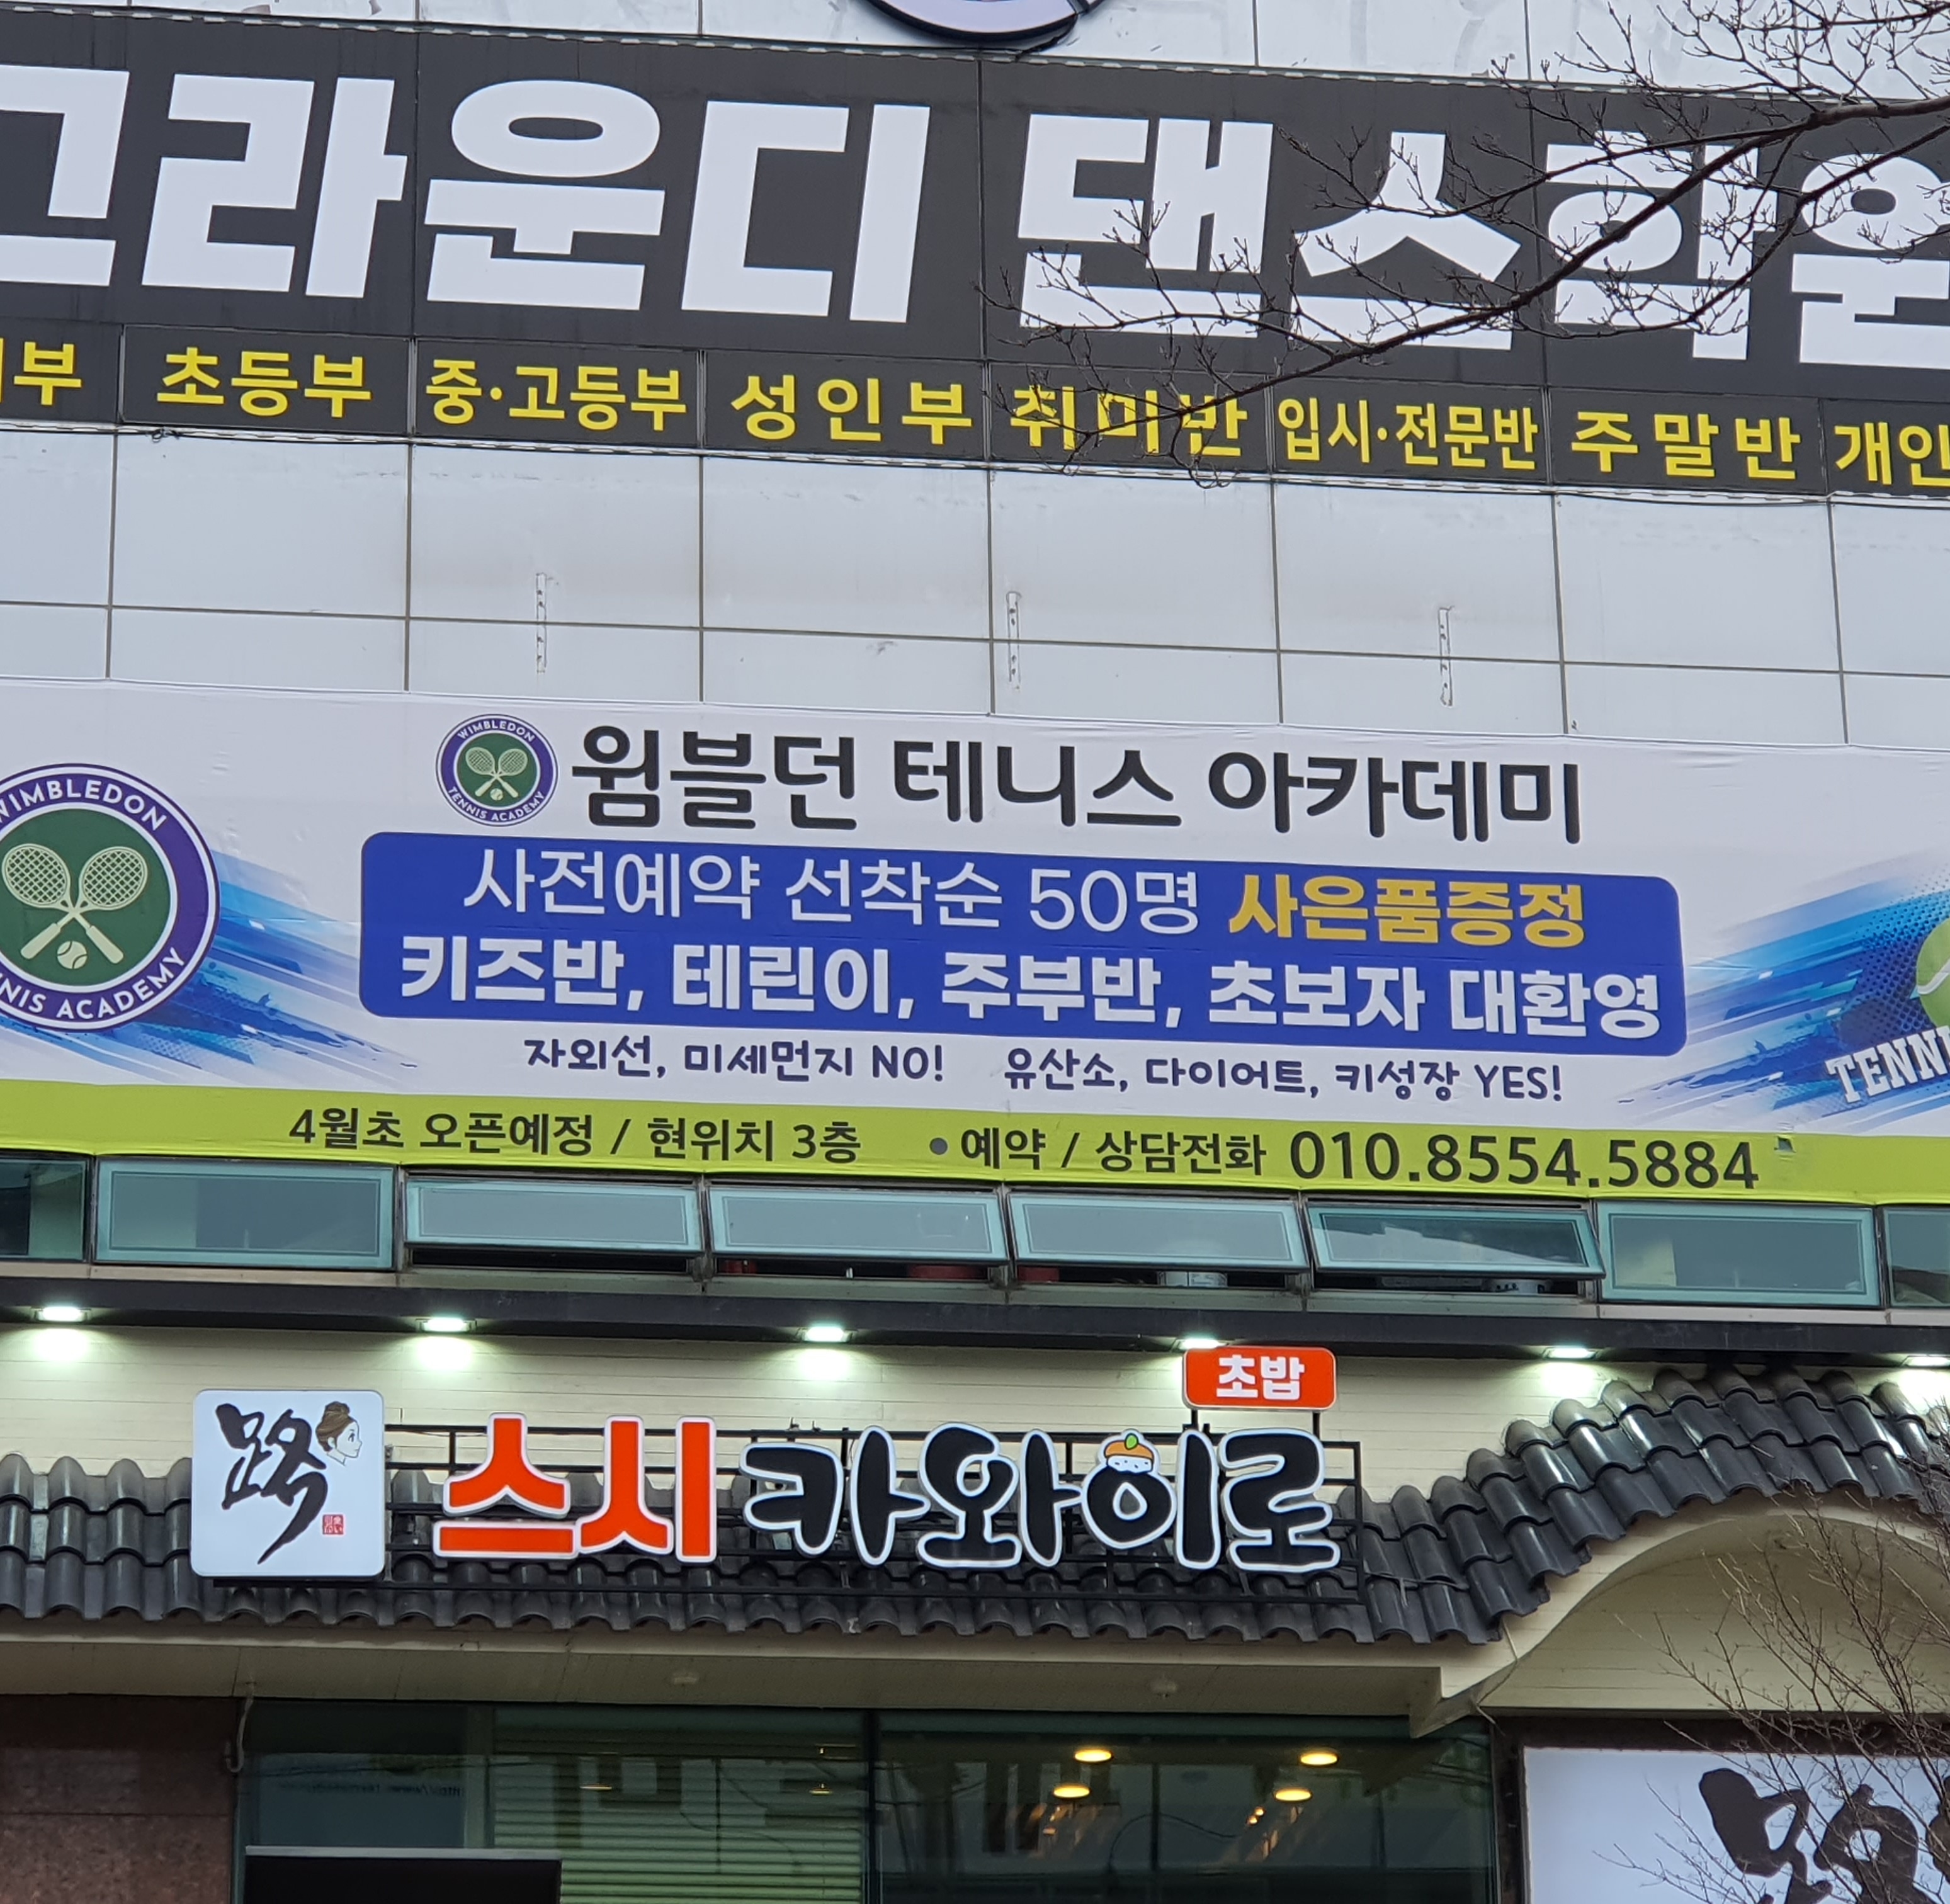 그라운디 댄스학원
부 초등부 중·고등부 성인부 취미반 입시·전문반 주말반 개인
WIMBLEDON
TENNIS ACADEMY
윔블던 테니스 아카데미
WIMBLEDON
TENNIS ACADEMY
사전예약 선착순 50명 사은품증정
키즈반, 테린이, 주부반, 초보자 대환영
자외선, 미세먼지 NO! 유산소, 다이어트, 키성장 YES!
TENNI
4월초 오픈예정 / 현위치 3층 • 예약 / 상담전화 010.8554.5884
초밥
路 스시 카와이로